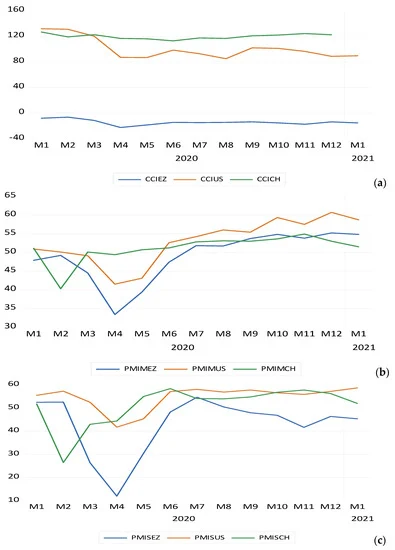 160
120
80
40
0
-40
M1 M2 M3 M4 M5 M6 M7 M8 M9 M10 M11 M12 M1
2020 2021
CCIEZ CCIUS CCICH
(a)
65
60
55
50
45
40
35
30
M1 M2 M3 M4 M5 M6 M7 M8 M9 M10 M11 M12 M1
2020 2021
PMIMEZ PMIMUS PMIMCH
(b)
60
50
40
30
20
10
M1 M2 M3 M4 M5 M6 M7 M8 M9 M10 M11 M12 M1
2020 2021
PMISEZ PMISUS PMISCH
(c)